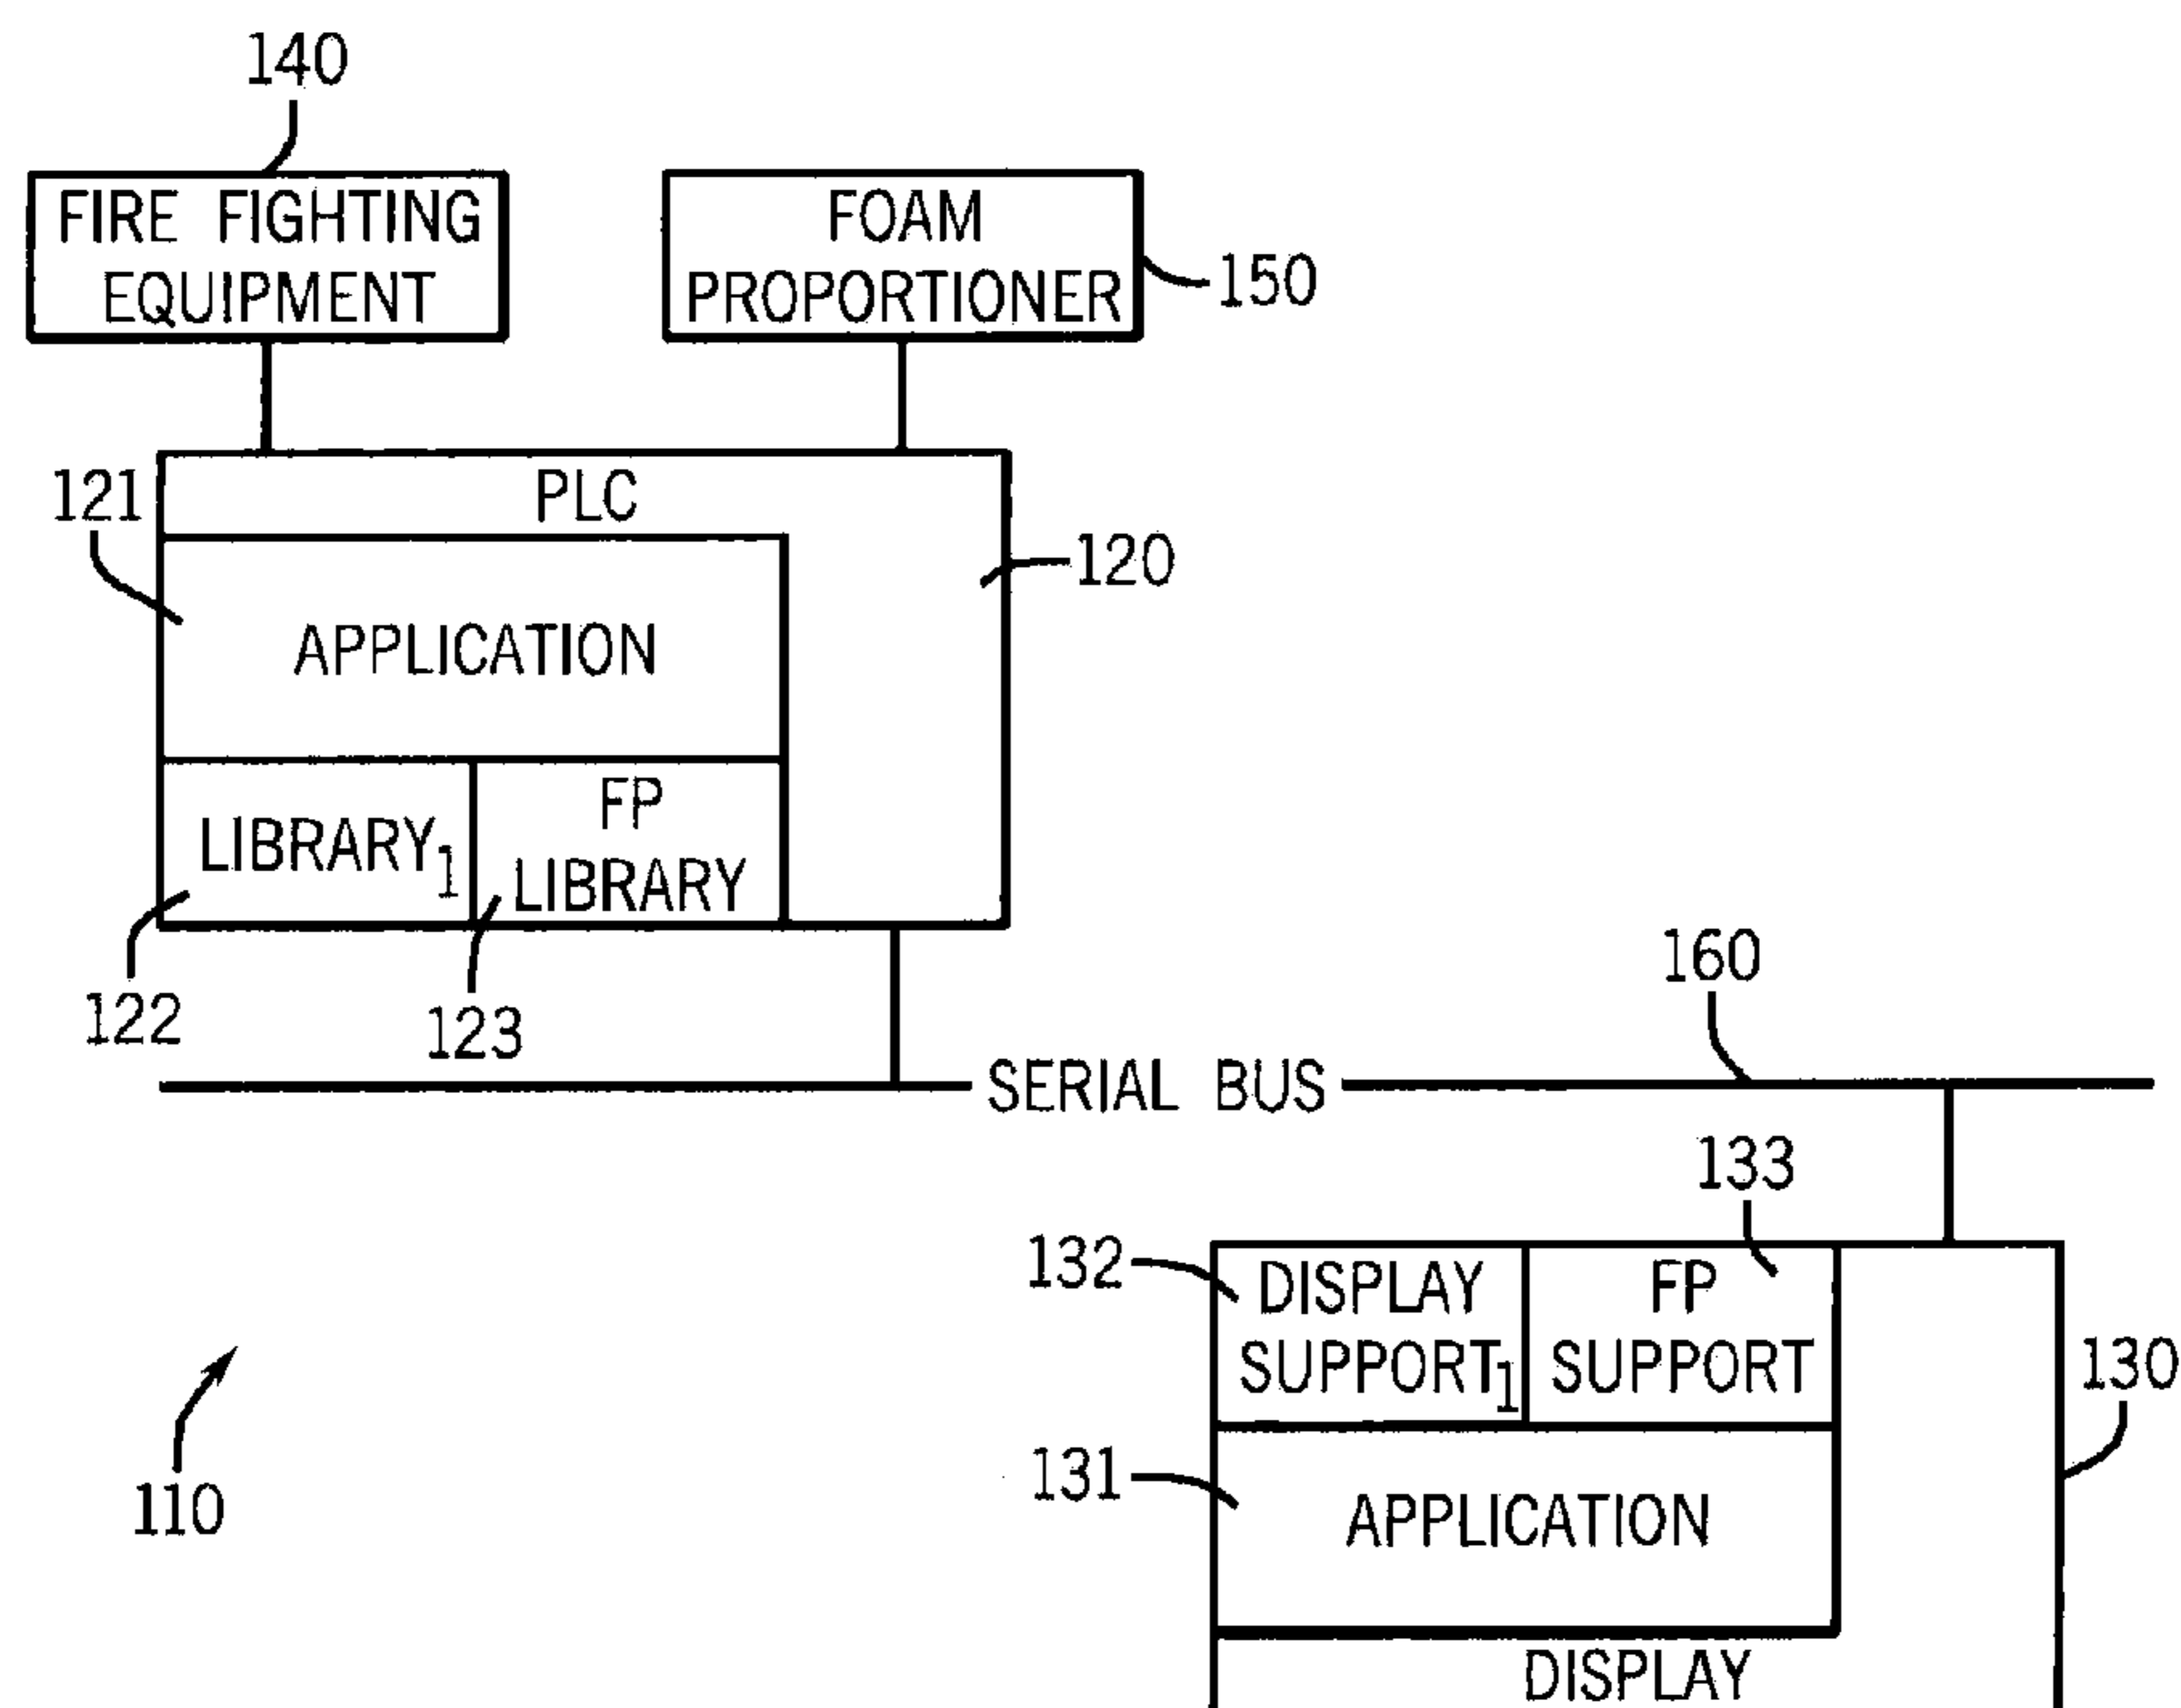 140
FIRE FIGHTING
EQUIPMENT
FOAM
PROPORTIONER
150
PLC
121
120
APPLICATION
LIBRARY1
FP
LIBRARY
122
123
160
SERIAL BUS
133
132
DISPLAY
SUPPORT1
FP
SUPPORT
130
131
APPLICATION
110
DISPLAY